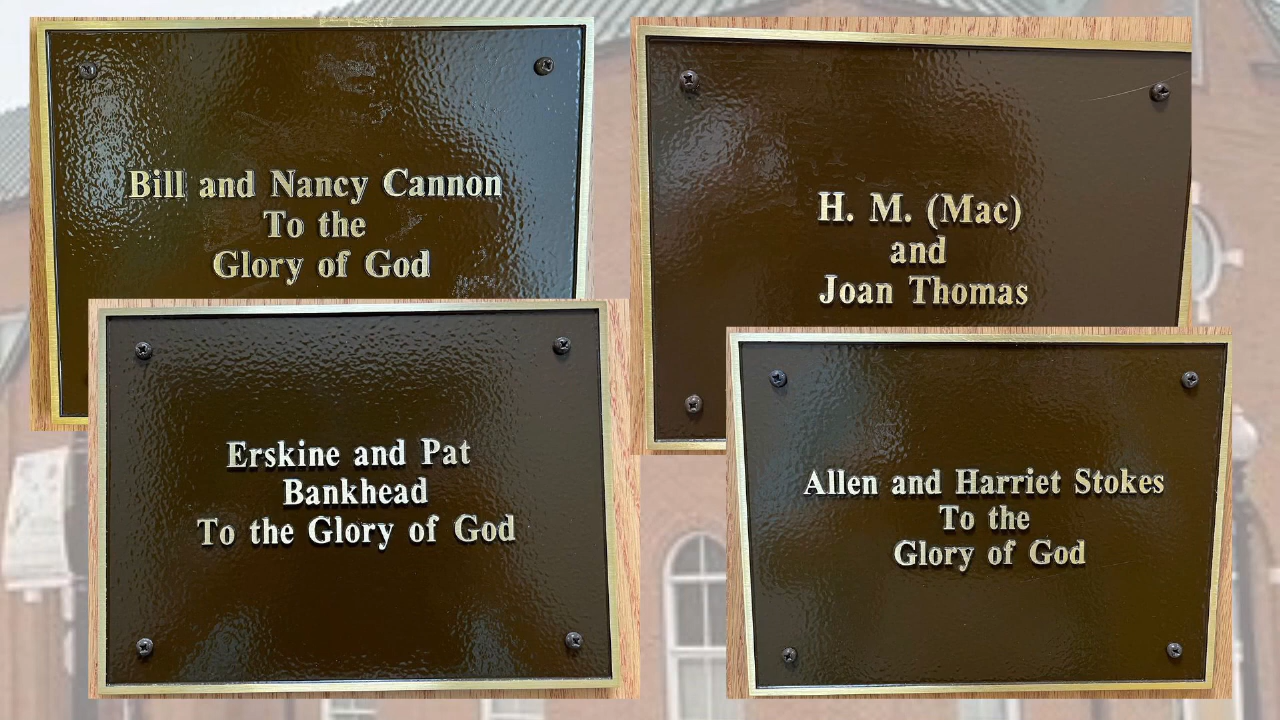 Bill and Nancy Cannon
To the
Glory of God
H. M. (Mac)
and
Joan Thomas
Erskine and Pat
Bankhead
To the Glory of God
Allen and Harriet Stokes
To the
Glory of God